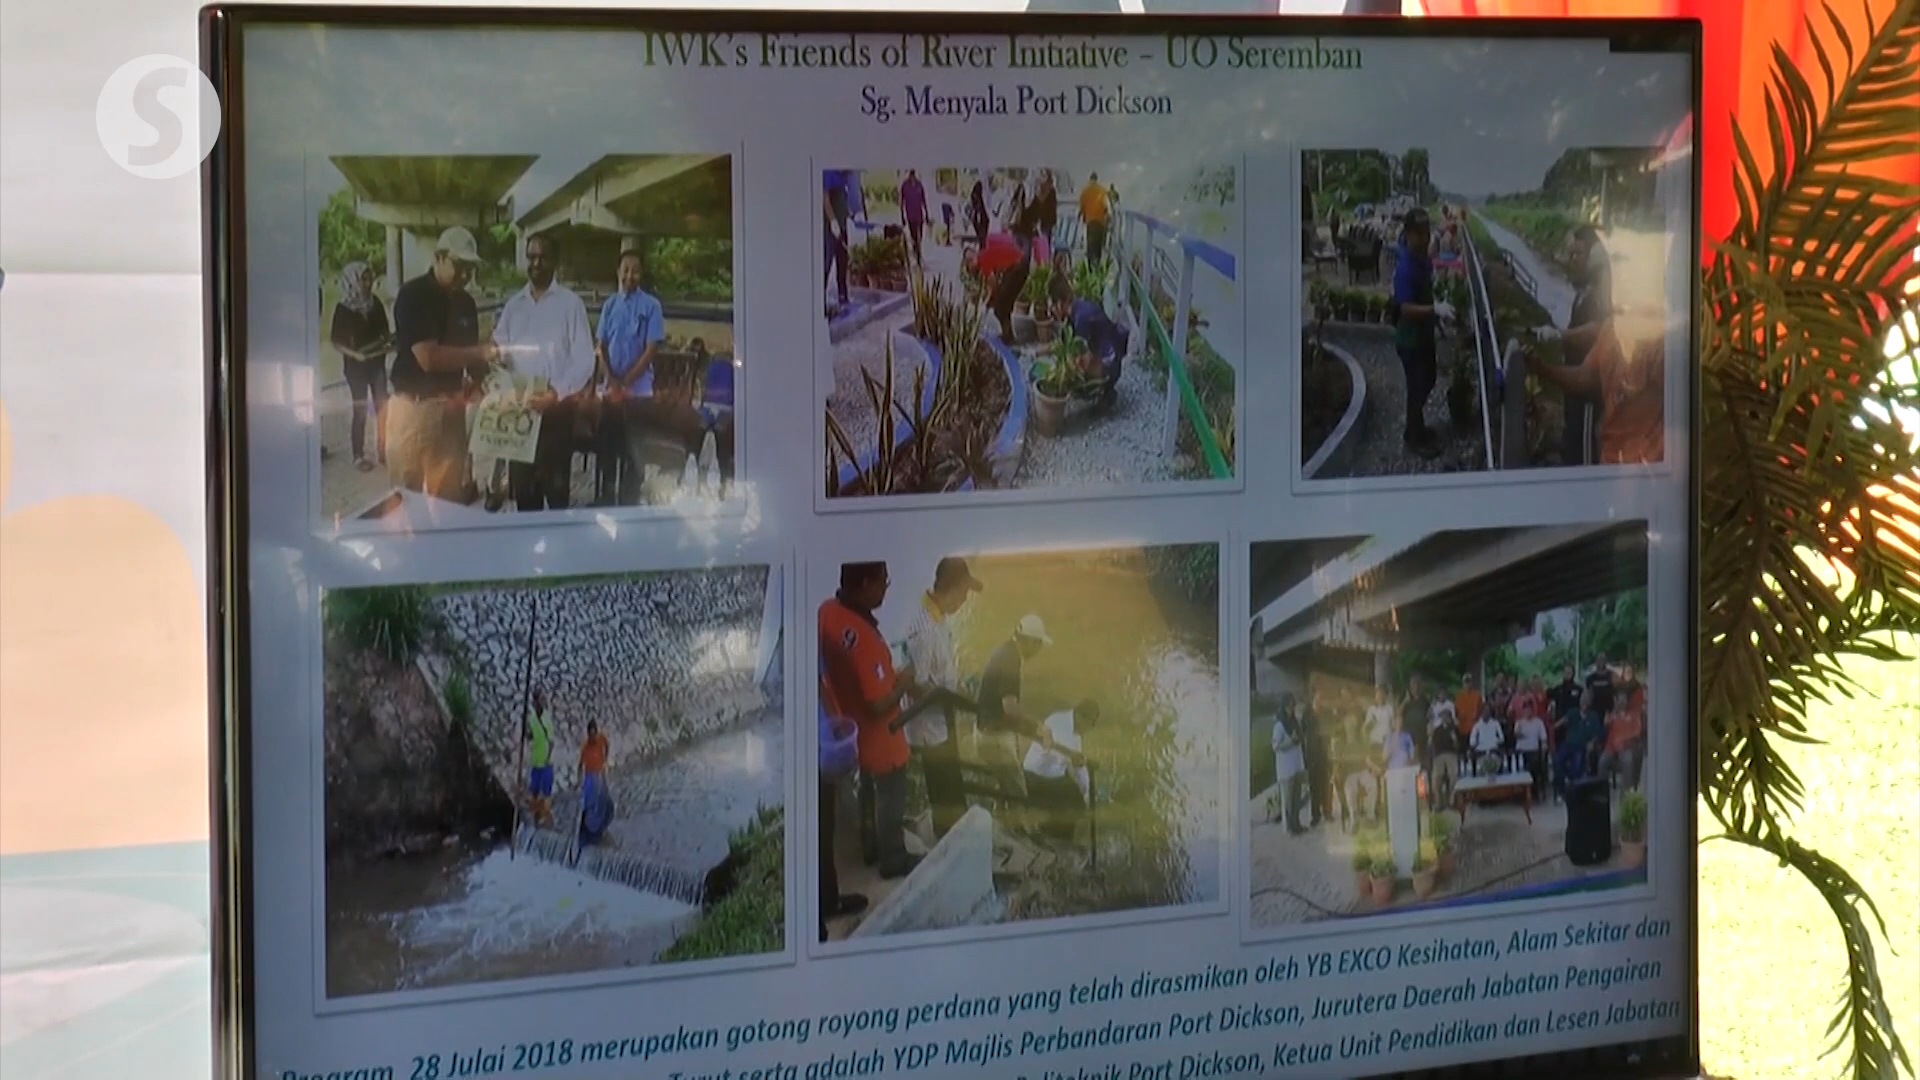 S
IWK's Friends of River Initiative – UO Seremban
Sg. Menyala Port Dickson
ECO
Program 28 Julai 2018 merupakan gotong royong perdana yang telah dirasmikan oleh YB EXCO Kesihatan, Alam Sekitar dan
Turut serta adalah YDP Majlis Perbandaran Port Dickson, Jurutera Daerah Jabatan Pengairan
Politeknik Port Dickson, Ketua Unit Pendidikan dan Lesen Jabatan